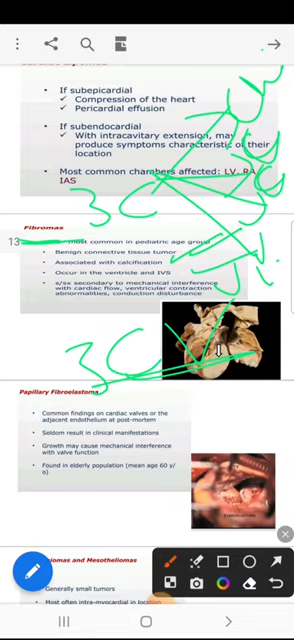 • If subepicardial
✓ Compression of the heart
✓ Pericardial effusion
• If subendocardial
✓ With intracavitary extension, may
produce symptoms characteristic of their
location
• Most common chambers affected: LV, RA
IAS
3C
Fibromas
13 most common in pediatric age group
• Benign connective tissue tumor
• Associated with calcification
• Occur in the ventricle and IVS
• s/sx secondary to mechanical interference
with cardiac flow, ventricular contraction
abnormalities, conduction disturbance
3C
Papillary Fibroelastoma
• Common findings on cardiac valves or the
adjacent endothelium at post-mortem
• Seldom result in clinical manifestations
• Growth may cause mechanical interference
with valve function
• Found in elderly population (mean age 60 y/
o)
and Mesotheliomas
Generally small tumors
• Most often intra-myocardial in location